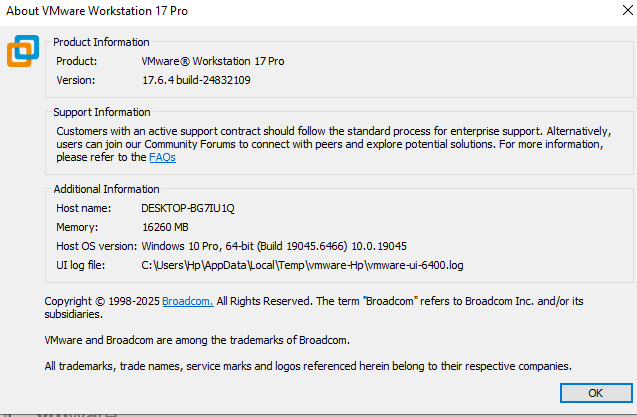 About VMware Workstation 17 Pro
Product Information
Product: VMware® Workstation 17 Pro
Version: 17.6.4 build-24832109
Support Information
Customers with an active support contract should follow the standard process for enterprise support. Alternatively,
users can join our Community Forums to connect with peers and explore potential solutions. For more information,
please refer to the FAQs
Additional Information
Host name: DESKTOP-BG7IU1Q
Memory: 16260 MB
Host OS version: Windows 10 Pro, 64-bit (Build 19045.6466) 10.0.19045
UI log file: C:\Users\Hp\AppData\Local\Temp\vmware-Hp\vmware-ui-6400.log
Copyright © 1998-2025 Broadcom. All Rights Reserved. The term "Broadcom" refers to Broadcom Inc. and/or its
subsidiaries.
VMware and Broadcom are among the trademarks of Broadcom.
All trademarks, trade names, service marks and logos referenced herein belong to their respective companies.
OK